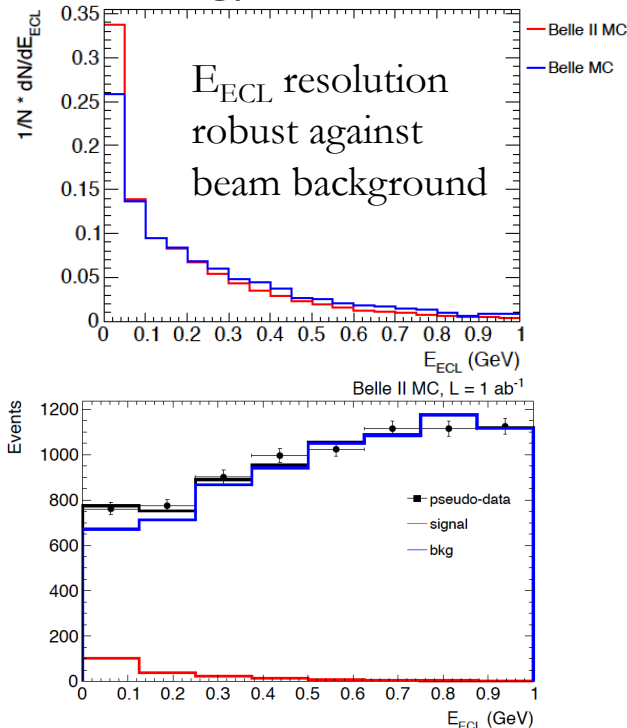 0.35
0.3
0.25
0.2
0.15
0.1
0.05
0
1/N * dN/dE_ECL
E_ECL resolution
robust against
beam background
Belle II MC
Belle MC
0 0.1 0.2 0.3 0.4 0.5 0.6 0.7 0.8 0.9 1
E_ECL (GeV)
Belle II MC, L = 1 ab⁻¹
Events
1200
1000
800
600
400
200
0
pseudo-data
signal
bkg
0 0.1 0.2 0.3 0.4 0.5 0.6 0.7 0.8 0.9 1
E_ECL (GeV)